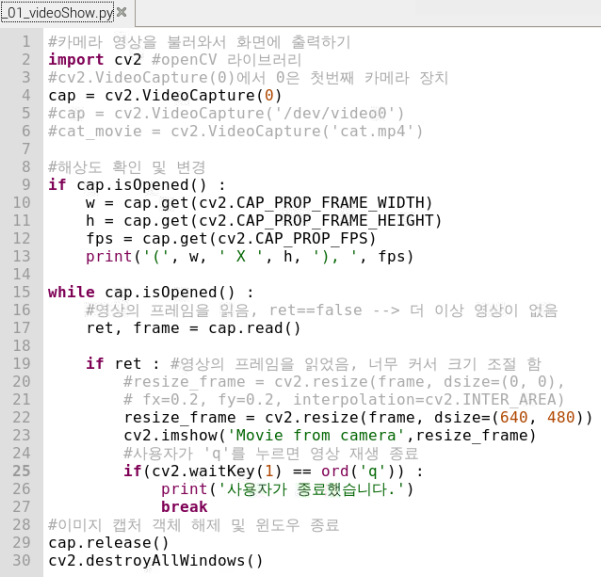 _01_videoShow.py
1 #카메라 영상을 불러와서 화면에 출력하기
2 import cv2 #openCV 라이브러리
3 #cv2.VideoCapture(0)에서 0은 첫번째 카메라 장치
4 cap = cv2.VideoCapture(0)
5 #cap = cv2.VideoCapture('/dev/video0')
6 #cat_movie = cv2.VideoCapture('cat.mp4')
7
8 #해상도 확인 및 변경
9 if cap.isOpened() :
10     w = cap.get(cv2.CAP_PROP_FRAME_WIDTH)
11     h = cap.get(cv2.CAP_PROP_FRAME_HEIGHT)
12     fps = cap.get(cv2.CAP_PROP_FPS)
13     print('(', w, ' X ', h, '), ', fps)
14
15 while cap.isOpened() :
16     #영상의 프레임을 읽음, ret==false --> 더 이상 영상이 없음
17     ret, frame = cap.read()
18
19     if ret : #영상의 프레임을 읽었음, 너무 커서 크기 조절 함
20         #resize_frame = cv2.resize(frame, dsize=(0, 0),
21         # fx=0.2, fy=0.2, interpolation=cv2.INTER_AREA)
22         resize_frame = cv2.resize(frame, dsize=(640, 480))
23         cv2.imshow('Movie from camera',resize_frame)
24         #사용자가 'q'를 누르면 영상 재생 종료
25         if(cv2.waitKey(1) == ord('q')) :
26             print('사용자가 종료했습니다.')
27             break
28 #이미지 캡처 객체 해제 및 윈도우 종료
29 cap.release()
30 cv2.destroyAllWindows()